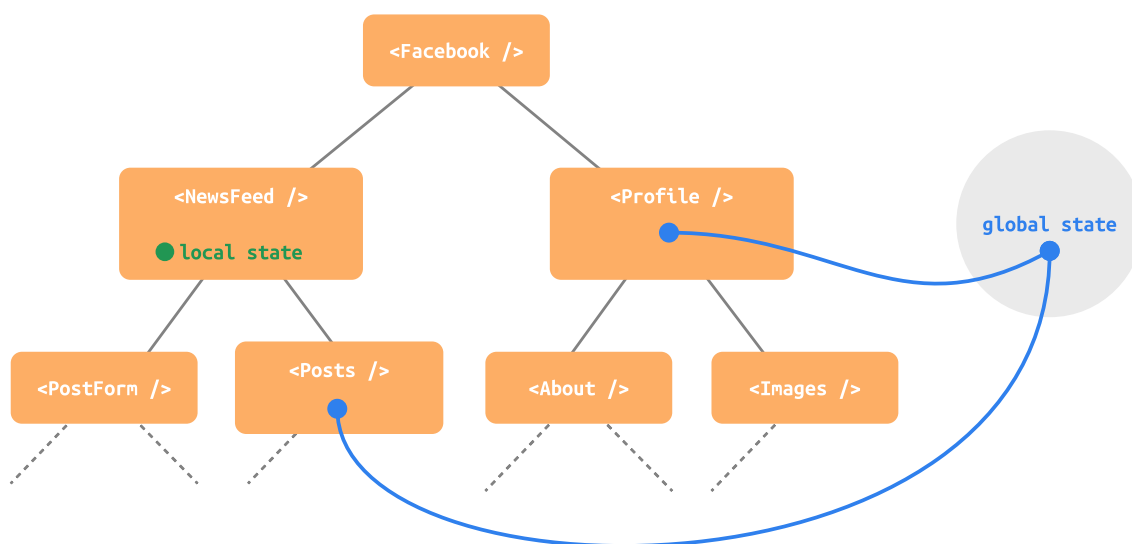 <Facebook />
<NewsFeed />
<Profile />
global state
local state
<PostForm />
<Posts />
<About />
<Images />